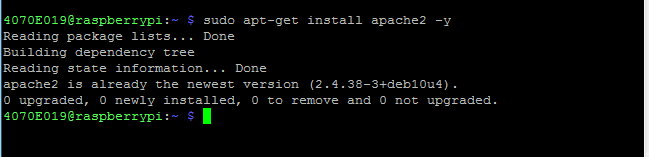 4070E019@raspberrypi:~ $ sudo apt-get install apache2 -y
Reading package lists... Done
Building dependency tree
Reading state information... Done
apache2 is already the newest version (2.4.38-3+deb10u4).
0 upgraded, 0 newly installed, 0 to remove and 0 not upgraded.
4070E019@raspberrypi:~ $